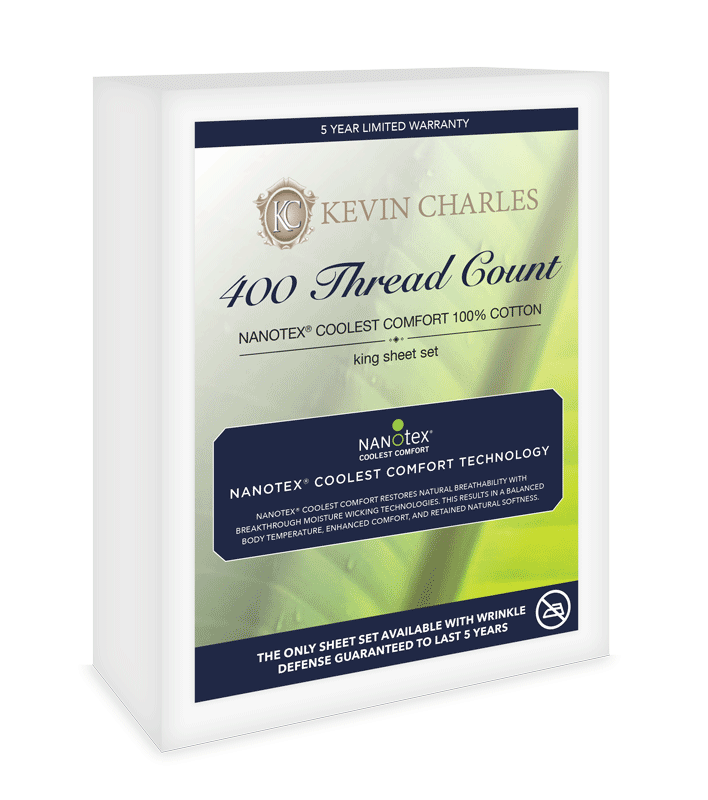 5 YEAR LIMITED WARRANTY
KC KEVIN CHARLES
400 Thread Count
NANOTEX® COOLEST COMFORT 100% COTTON
king sheet set
NANOtex®
COOLEST COMFORT
NANOTEX® COOLEST COMFORT TECHNOLOGY
NANOTEX® COOLEST COMFORT RESTORES NATURAL BREATHABILITY WITH
BREAKTHROUGH MOISTURE WICKING TECHNOLOGIES. THIS RESULTS IN A BALANCED
BODY TEMPERATURE, ENHANCED COMFORT, AND RETAINED NATURAL SOFTNESS.
THE ONLY SHEET SET AVAILABLE WITH WRINKLE
DEFENSE GUARANTEED TO LAST 5 YEARS